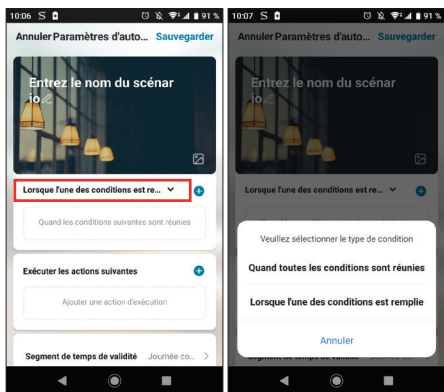 10:06 S 91 %
Annuler Paramètres d'auto... Sauvegarder
Entrez le nom du scénar
io
Lorsque l'une des conditions est re...
Quand les conditions suivantes sont réunies
Exécuter les actions suivantes
Ajouter une action d'exécution
Segment de temps de validité Journée co...
10:07 S 91 %
Annuler Paramètres d'auto... Sauvegarder
Entrez le nom du scénar
io
Lorsque l'une des conditions est re...
Veuillez sélectionner le type de condition
Quand toutes les conditions sont réunies
Lorsque l'une des conditions est remplie
Annuler
Segment de temps de validité Journée co...